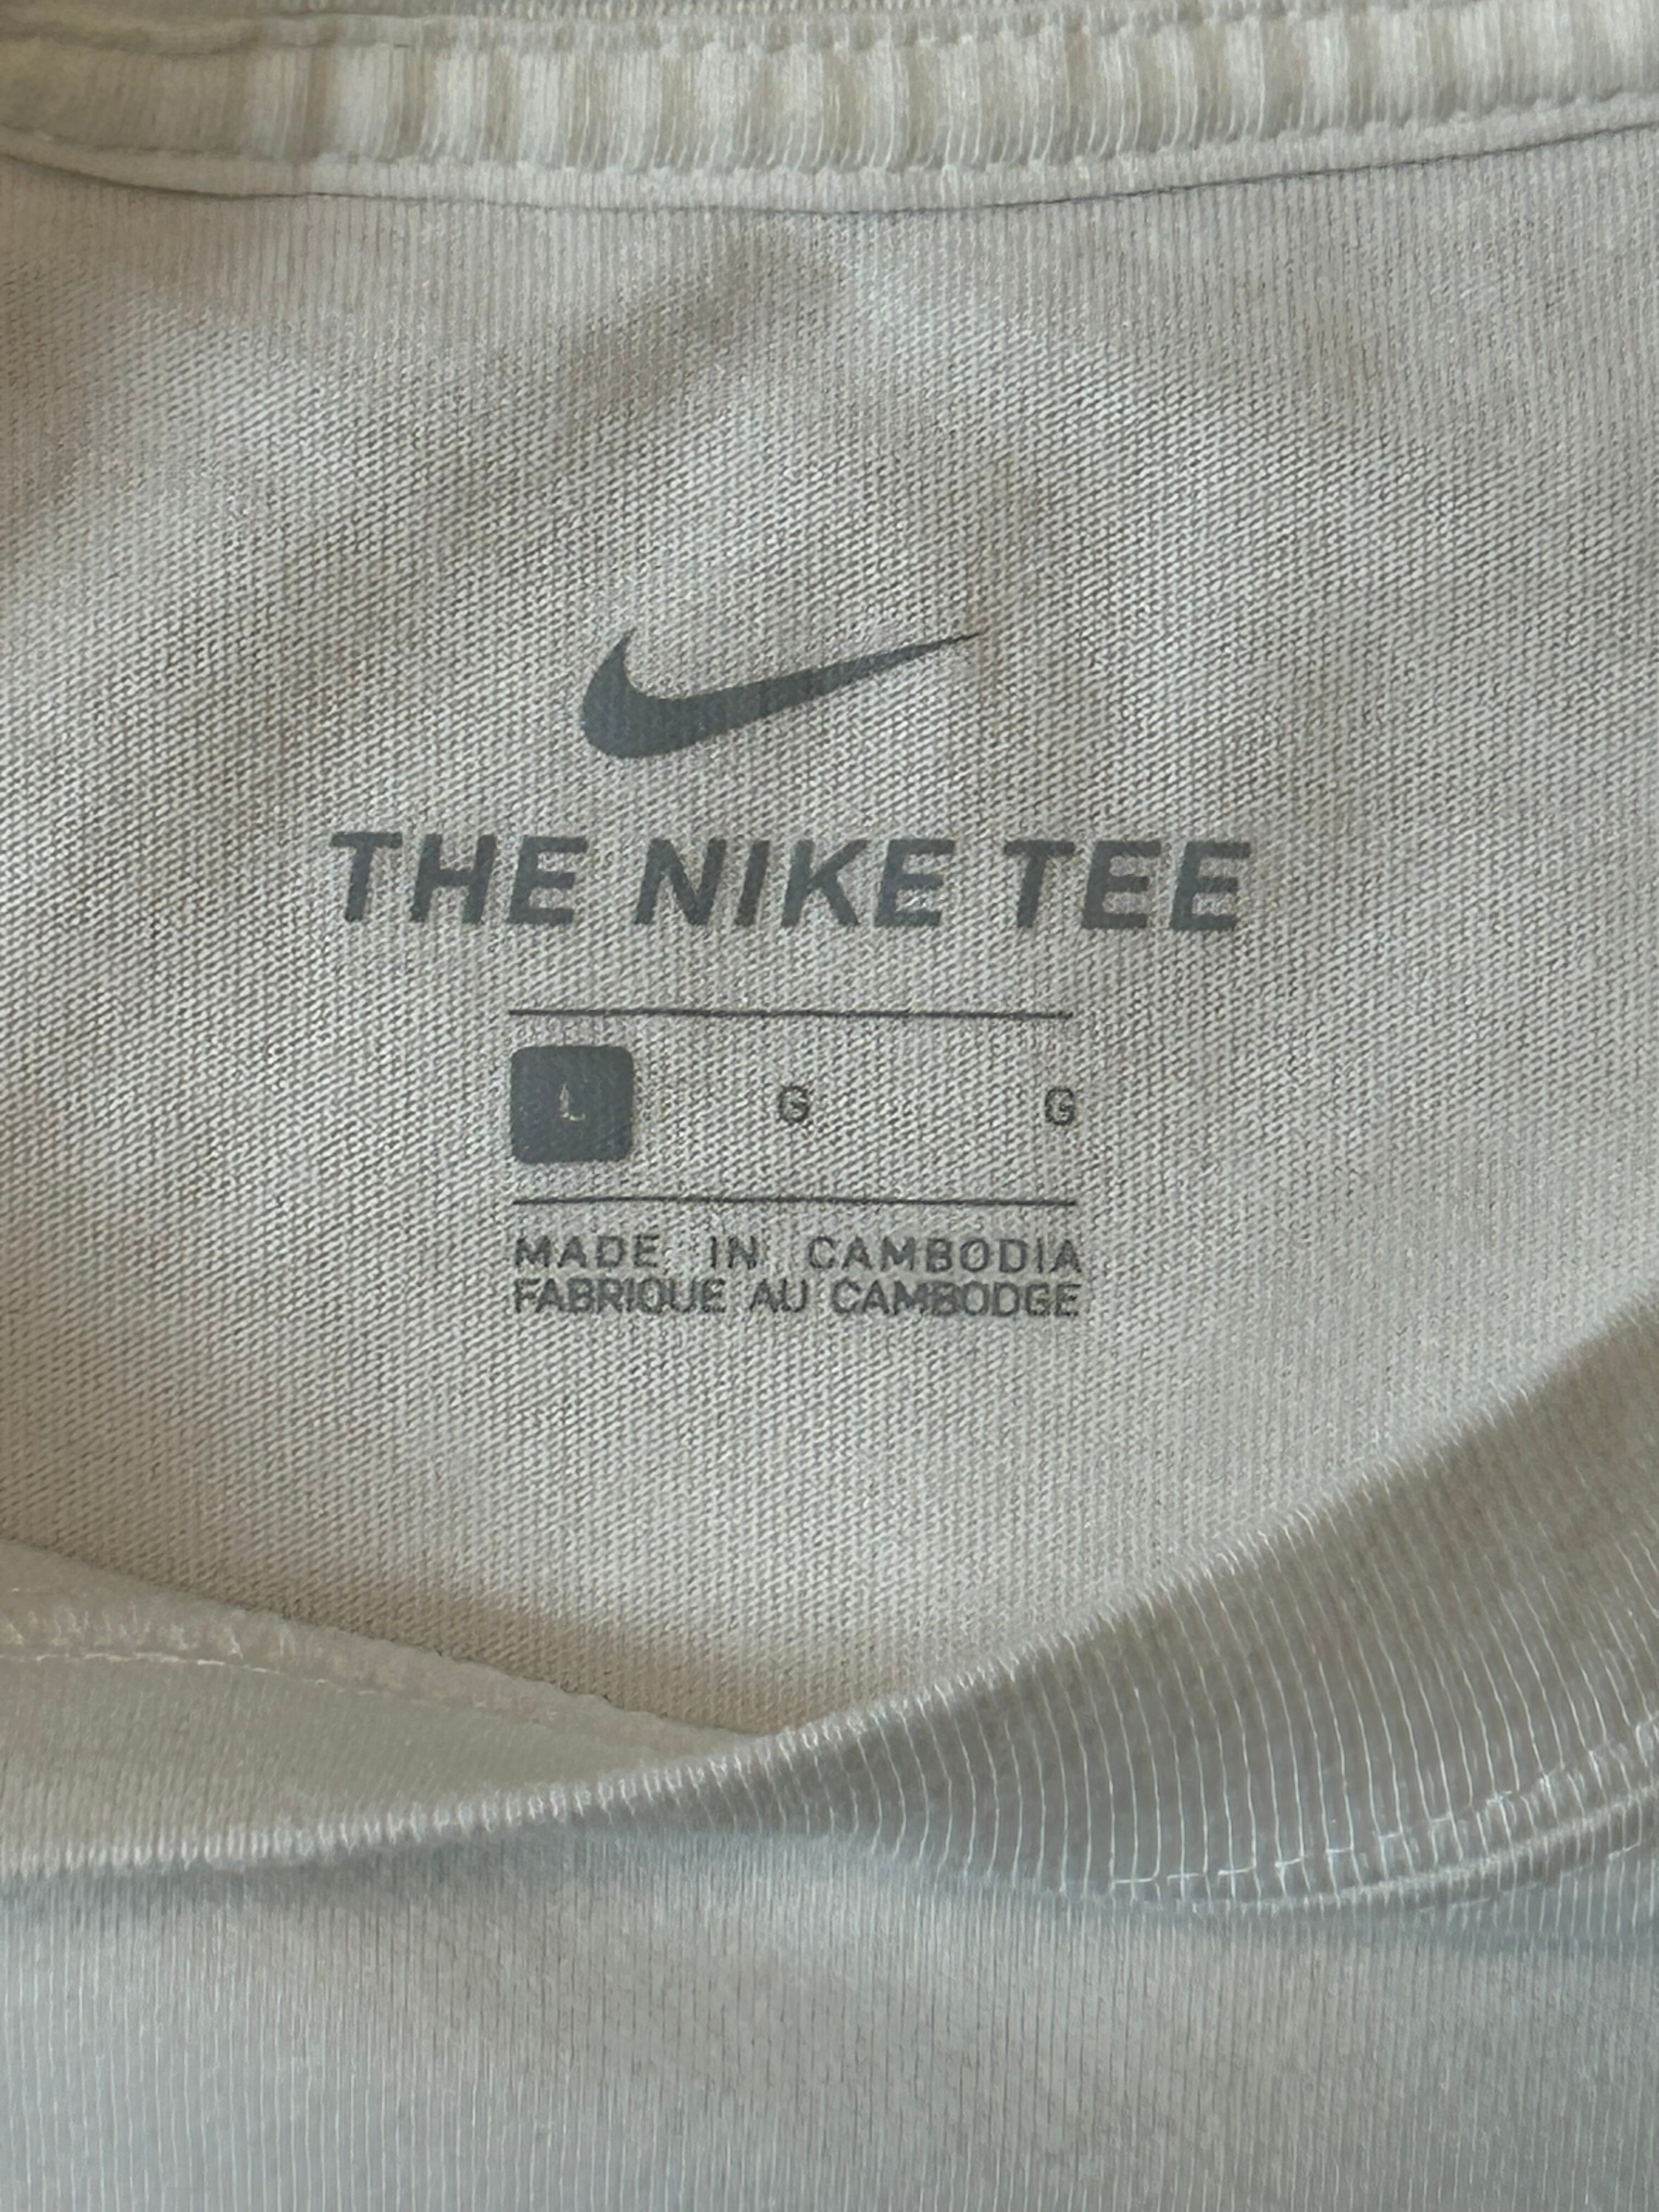 THE NIKE TEE
L G G
MADE IN CAMBODIA
FABRIQUE AU CAMBODGE